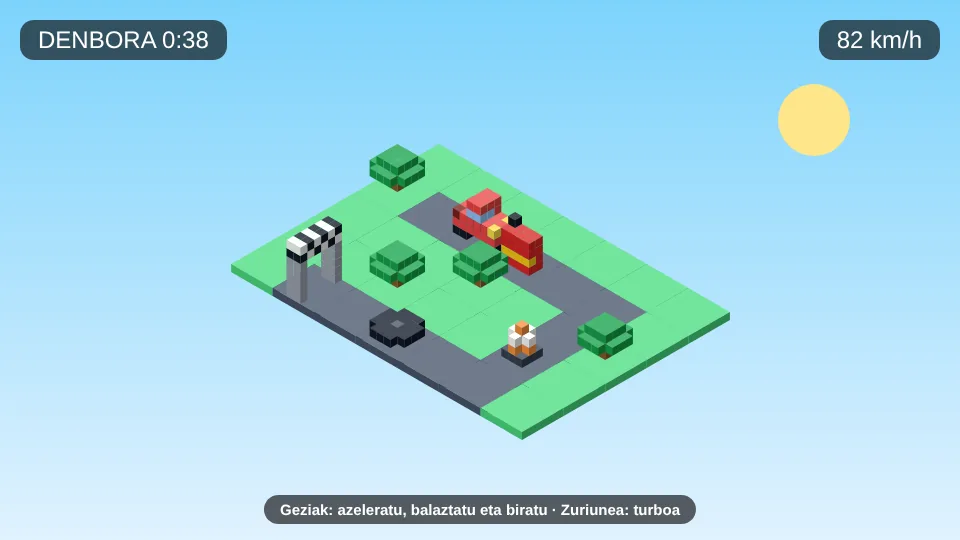 DENBORA 0:38
82 km/h
Geziak: azeleratu, balaztatu eta biratu · Zuriunea: turboa